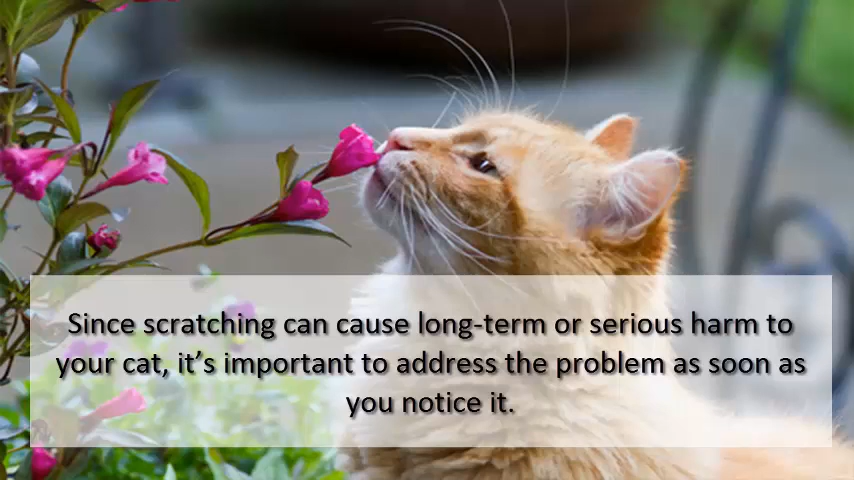 Since scratching can cause long-term or serious harm to
your cat, it’s important to address the problem as soon as
you notice it.